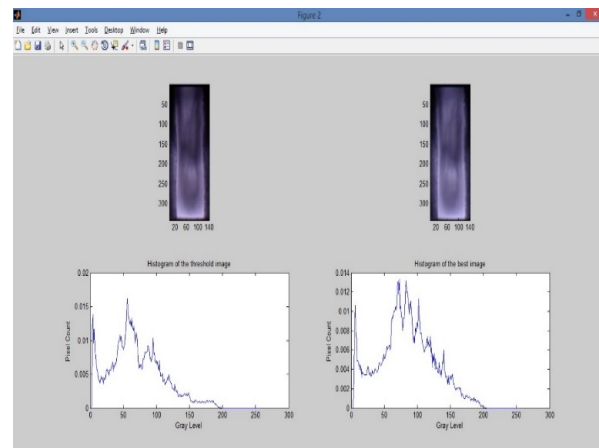 Figure 2
File Edit View Insert Tools Desktop Window Help
50
100
150
200
250
300
20 60 100 140
50
100
150
200
250
300
20 60 100 140
Histogram of the threshold image
0.02
0.015
0.01
0.005
0
Pixel Count
0 50 100 150 200 250 300
Gray Level
Histogram of the best image
0.014
0.012
0.01
0.008
0.006
0.004
0.002
0
Pixel Count
0 50 100 150 200 250 300
Gray Level